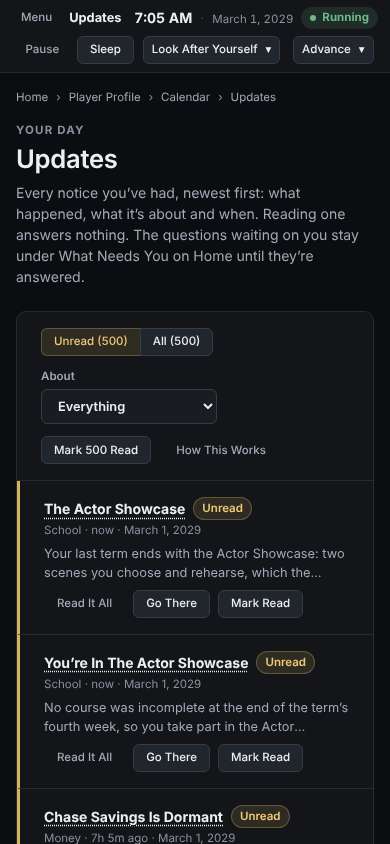 Menu Updates 7:05 AM · March 1, 2029 Running
Pause Sleep Look After Yourself ▾ Advance ▾
Home › Player Profile › Calendar › Updates
YOUR DAY
Updates
Every notice you’ve had, newest first: what
happened, what it’s about and when. Reading one
answers nothing. The questions waiting on you stay
under What Needs You on Home until they’re
answered.
Unread (500) All (500)
About
Everything
Mark 500 Read How This Works
The Actor Showcase Unread
School · now · March 1, 2029
Your last term ends with the Actor Showcase: two
scenes you choose and rehearse, which the…
Read It All Go There Mark Read
You’re In The Actor Showcase Unread
School · now · March 1, 2029
No course was incomplete at the end of the term’s
fourth week, so you take part in the Actor…
Read It All Go There Mark Read
Chase Savings Is Dormant Unread
Money · 7h 5m ago · March 1, 2029